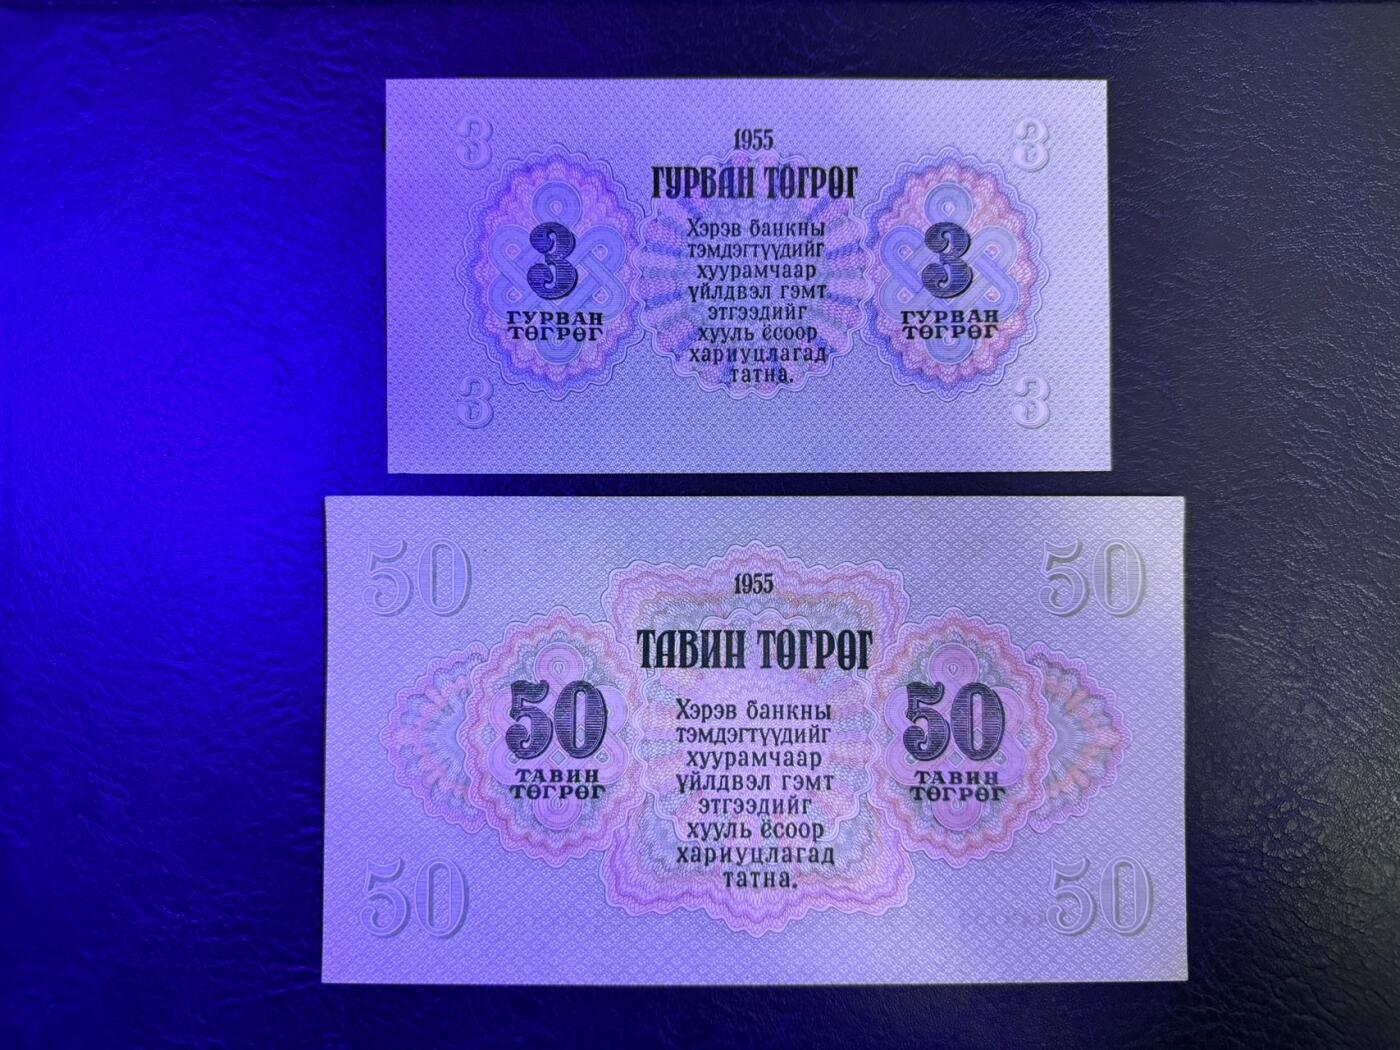 3
3
1955
ГУРВАН ТӨГРӨГ
Хэрэв банкны
тэмдэгтүүдийг
хуурамчаар
үйлдвэл гэмт
этгээдийг
хууль ёсоор
хариуцлагад
татна.
3
ГУРВАН
ТӨГРӨГ
3
ГУРВАН
ТӨГРӨГ
3
3
50
50
1955
ТАВИН ТӨГРӨГ
Хэрэв банкны
тэмдэгтүүдийг
хуурамчаар
үйлдвэл гэмт
этгээдийг
хууль ёсоор
хариуцлагад
татна.
50
ТАВИН
ТӨГРӨГ
50
ТАВИН
ТӨГРӨГ
50
50